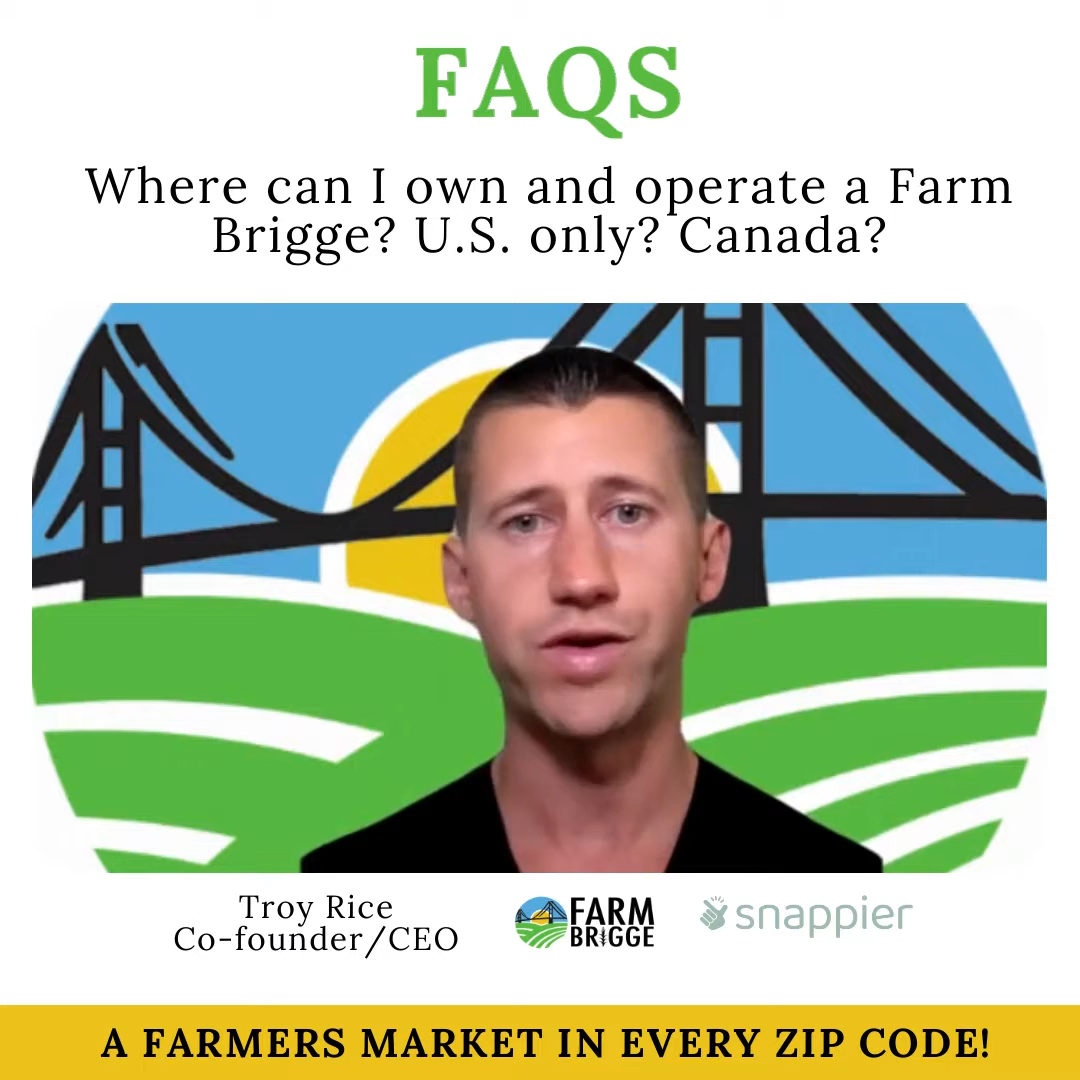 FAQS
Where can I own and operate a Farm
Brigge? U.S. only? Canada?
Troy Rice
Co-founder/CEO
FARM
BRIGGE
snappier
A FARMERS MARKET IN EVERY ZIP CODE!